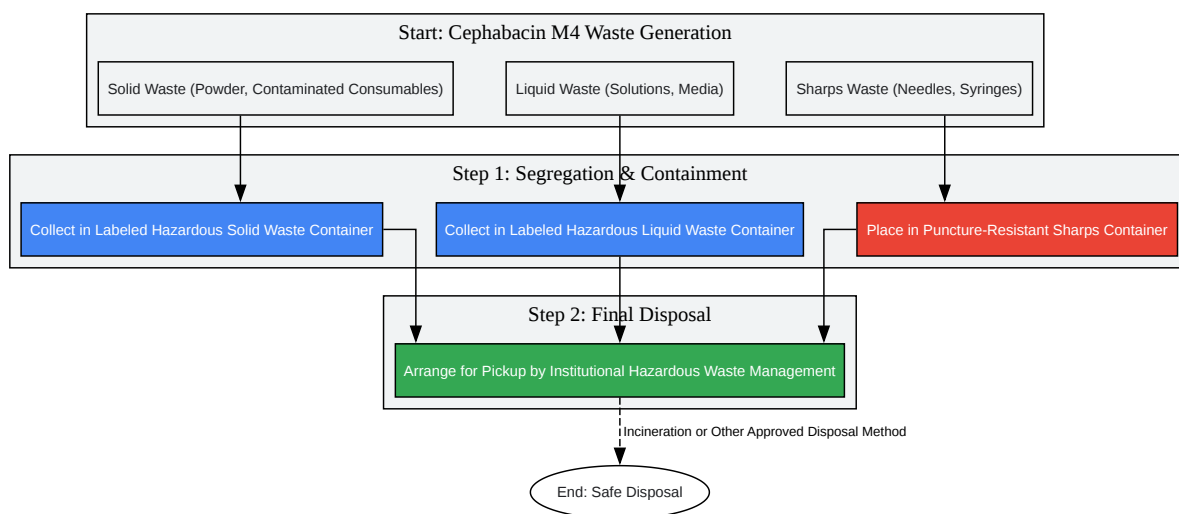 Start: Cephabacin M4 Waste Generation
Solid Waste (Powder, Contaminated Consumables)
Liquid Waste (Solutions, Media)
Sharps Waste (Needles, Syringes)
Step 1: Segregation & Containment
Collect in Labeled Hazardous Solid Waste Container
Collect in Labeled Hazardous Liquid Waste Container
Place in Puncture-Resistant Sharps Container
Step 2: Final Disposal
Arrange for Pickup by Institutional Hazardous Waste Management
Incineration or Other Approved Disposal Method
End: Safe Disposal